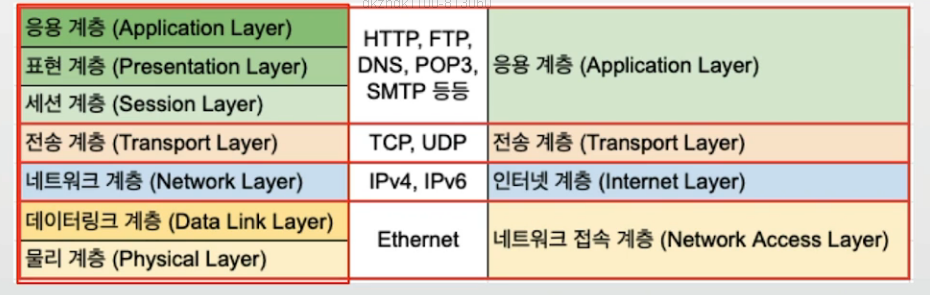 응용 계층 (Application Layer)
표현 계층 (Presentation Layer)
세션 계층 (Session Layer)
전송 계층 (Transport Layer)
네트워크 계층 (Network Layer)
데이터링크 계층 (Data Link Layer)
물리 계층 (Physical Layer)
HTTP, FTP,
DNS, POP3,
SMTP 등등
TCP, UDP
IPv4, IPv6
Ethernet
응용 계층 (Application Layer)
전송 계층 (Transport Layer)
인터넷 계층 (Internet Layer)
네트워크 접속 계층 (Network Access Layer)